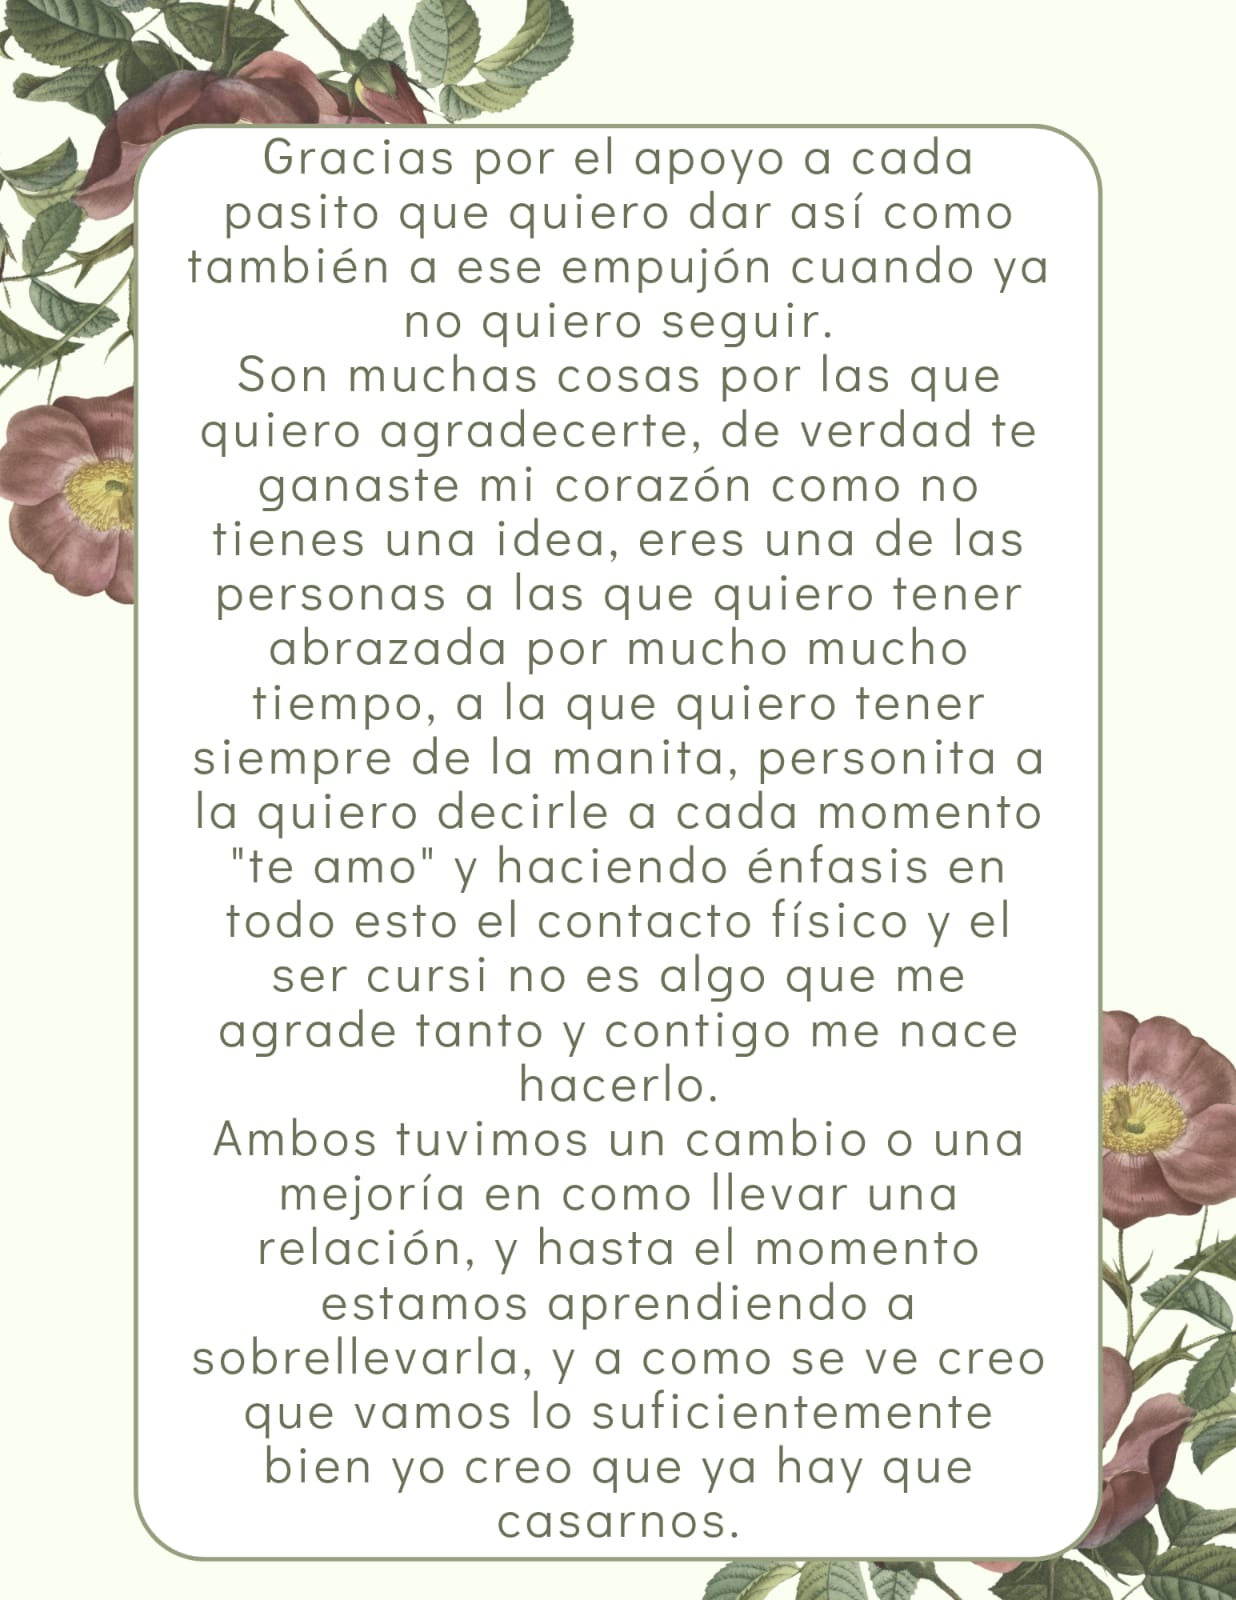 Gracias por el apoyo a cada
pasito que quiero dar así como
también a ese empujón cuando ya
no quiero seguir.
Son muchas cosas por las que
quiero agradecerte, de verdad te
ganaste mi corazón como no
tienes una idea, eres una de las
personas a las que quiero tener
abrazada por mucho mucho
tiempo, a la que quiero tener
siempre de la manita, personita a
la quiero decirle a cada momento
"te amo" y haciendo énfasis en
todo esto el contacto físico y el
ser cursi no es algo que me
agrade tanto y contigo me nace
hacerlo.
Ambos tuvimos un cambio o una
mejoría en como llevar una
relación, y hasta el momento
estamos aprendiendo a
sobrellevarla, y a como se ve creo
que vamos lo suficientemente
bien yo creo que ya hay que
casarnos.